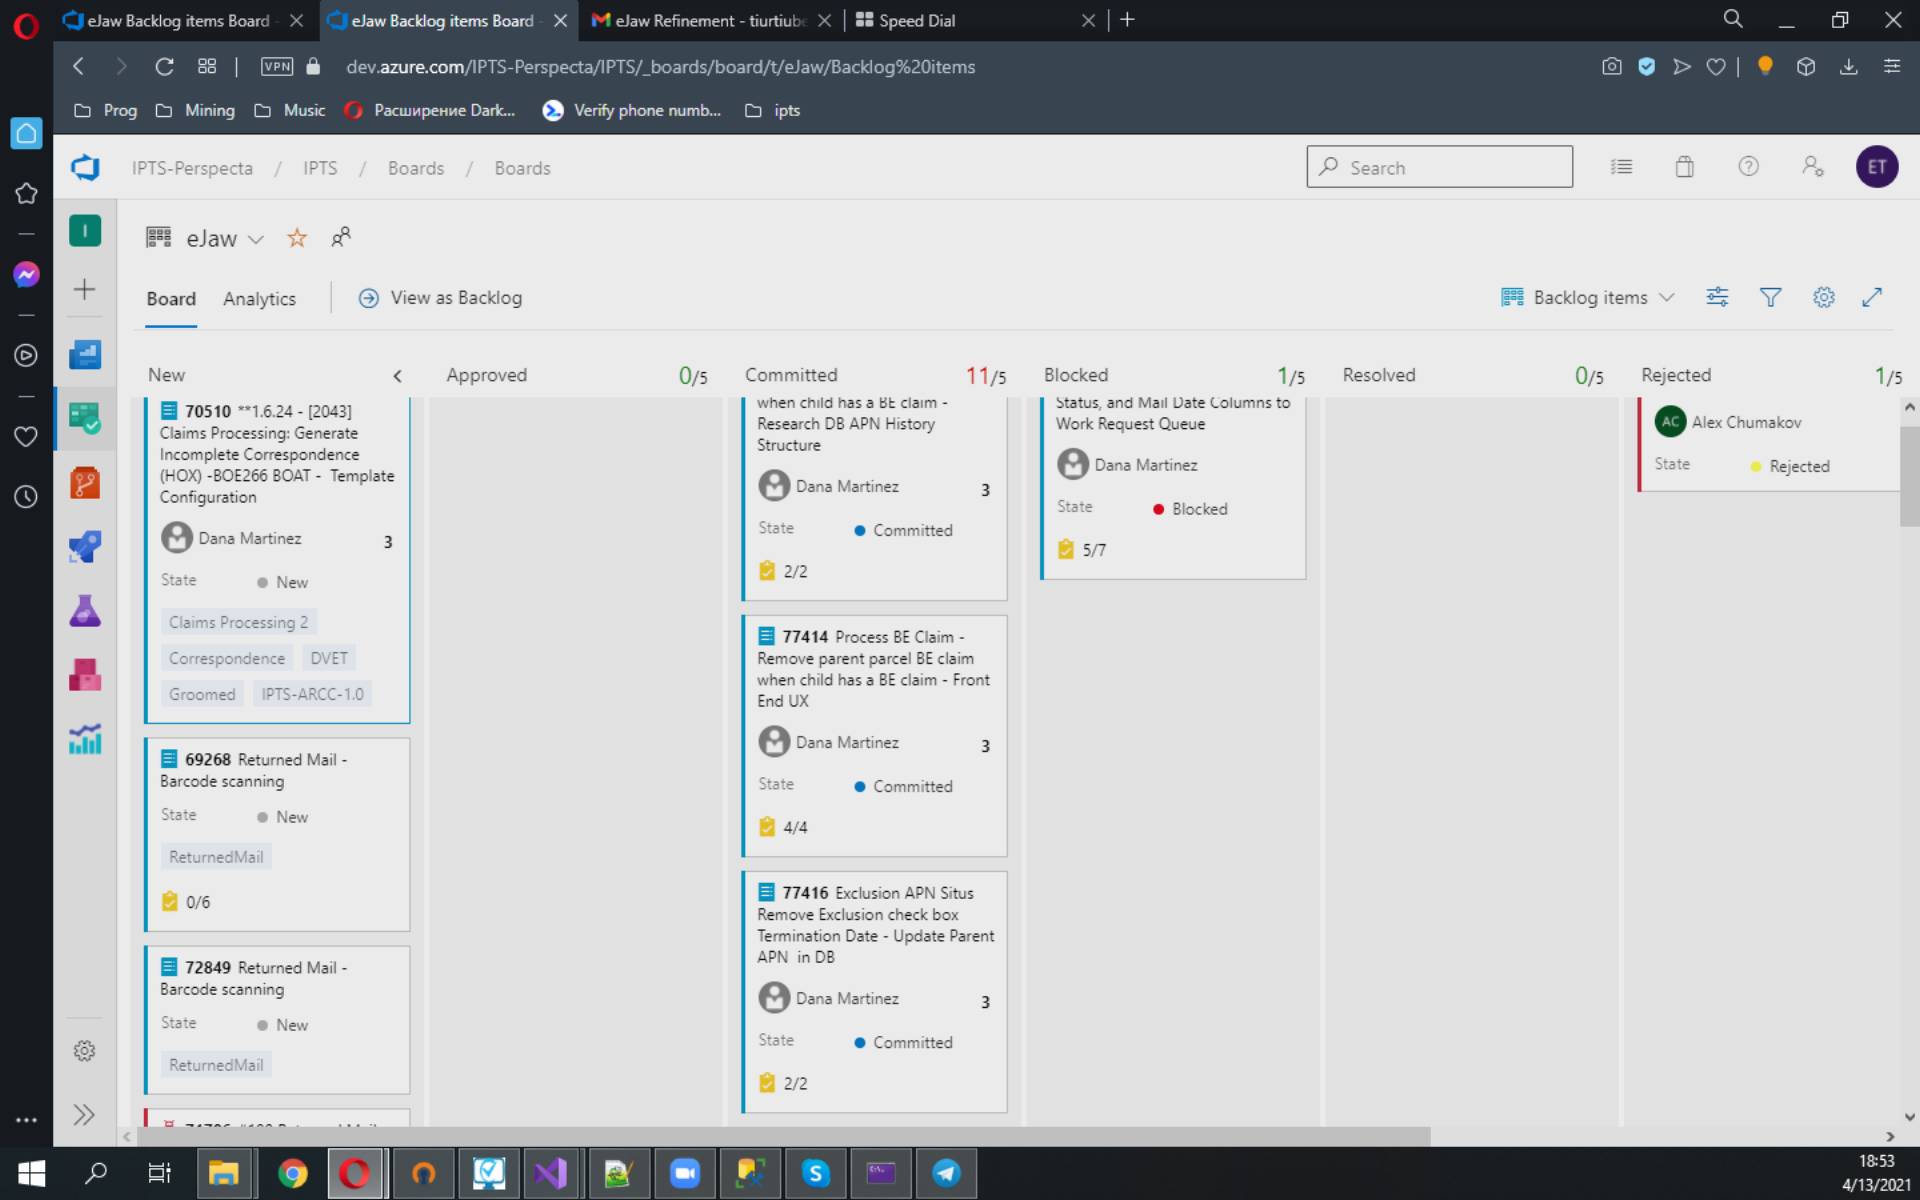 eJaw Backlog items Board
eJaw Backlog items Board -
eJaw Refinement - tiurtiube
Speed Dial
VPN
dev.azure.com/IPTS-Perspecta/IPTS/_boards/board/t/eJaw/Backlog%20items
Prog
Mining
Music
Расширение Dark...
Verify phone numb...
ipts
IPTS-Perspecta / IPTS / Boards / Boards
Search
ET
I
eJaw
Board
Analytics
View as Backlog
Backlog items
New
Approved 0/5
Committed 11/5
Blocked 1/5
Resolved 0/5
Rejected 1/5
70510 **1.6.24 - [2043]
Claims Processing: Generate
Incomplete Correspondence
(HOX) -BOE266 BOAT - Template
Configuration
Dana Martinez 3
State New
Claims Processing 2
Correspondence DVET
Groomed IPTS-ARCC-1.0
69268 Returned Mail -
Barcode scanning
State New
ReturnedMail
0/6
72849 Returned Mail -
Barcode scanning
State New
ReturnedMail
when child has a BE claim -
Research DB APN History
Structure
Dana Martinez 3
State Committed
2/2
77414 Process BE Claim -
Remove parent parcel BE claim
when child has a BE claim - Front
End UX
Dana Martinez 3
State Committed
4/4
77416 Exclusion APN Situs
Remove Exclusion check box
Termination Date - Update Parent
APN in DB
Dana Martinez 3
State Committed
2/2
Status, and Mail Date Columns to
Work Request Queue
Dana Martinez
State Blocked
5/7
AC Alex Chumakov
State Rejected
18:53
4/13/2021